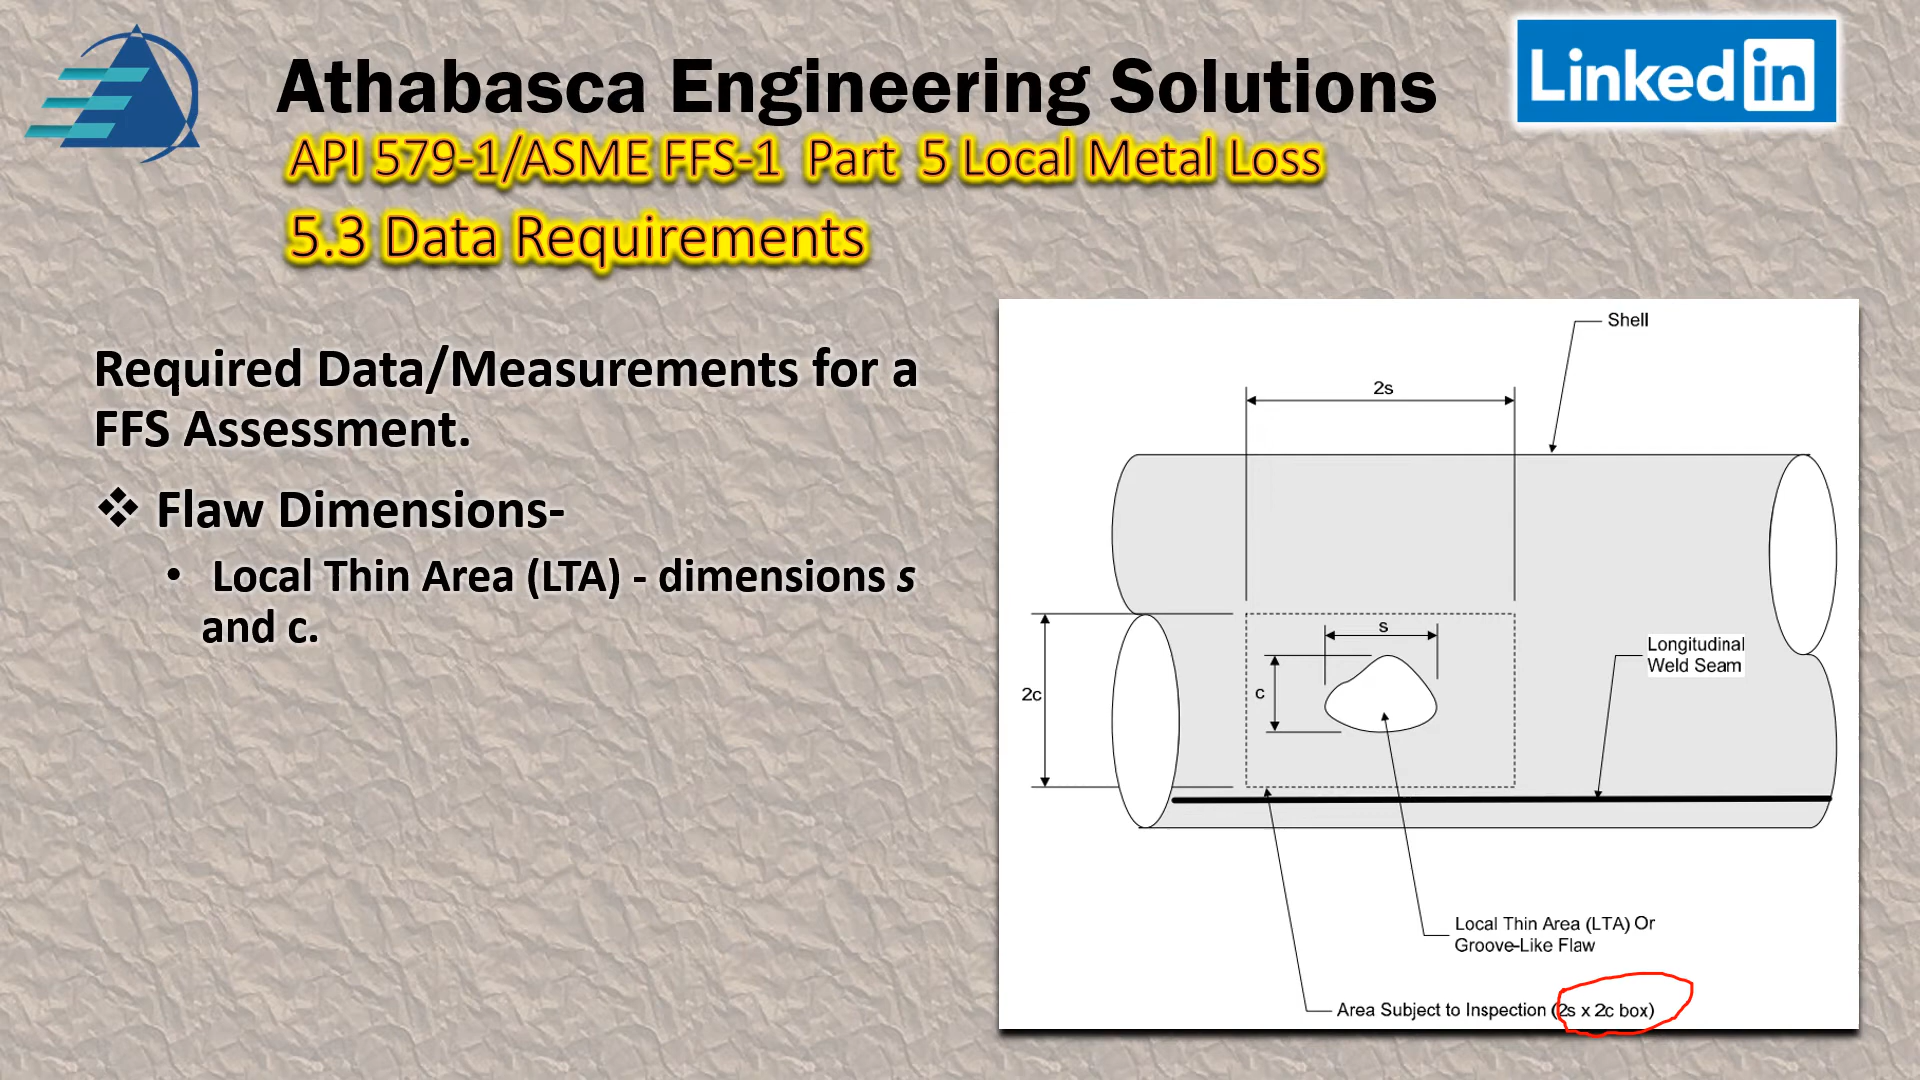 Athabasca Engineering Solutions
Linked in
API 579-1/ASME FFS-1 Part 5 Local Metal Loss
5.3 Data Requirements
Required Data/Measurements for a
FFS Assessment.
❖ Flaw Dimensions-
• Local Thin Area (LTA) - dimensions s
and c.
Shell
2s
s
Longitudinal
Weld Seam
c
2c
Local Thin Area (LTA) Or
Groove-Like Flaw
Area Subject to Inspection (2s x 2c box)